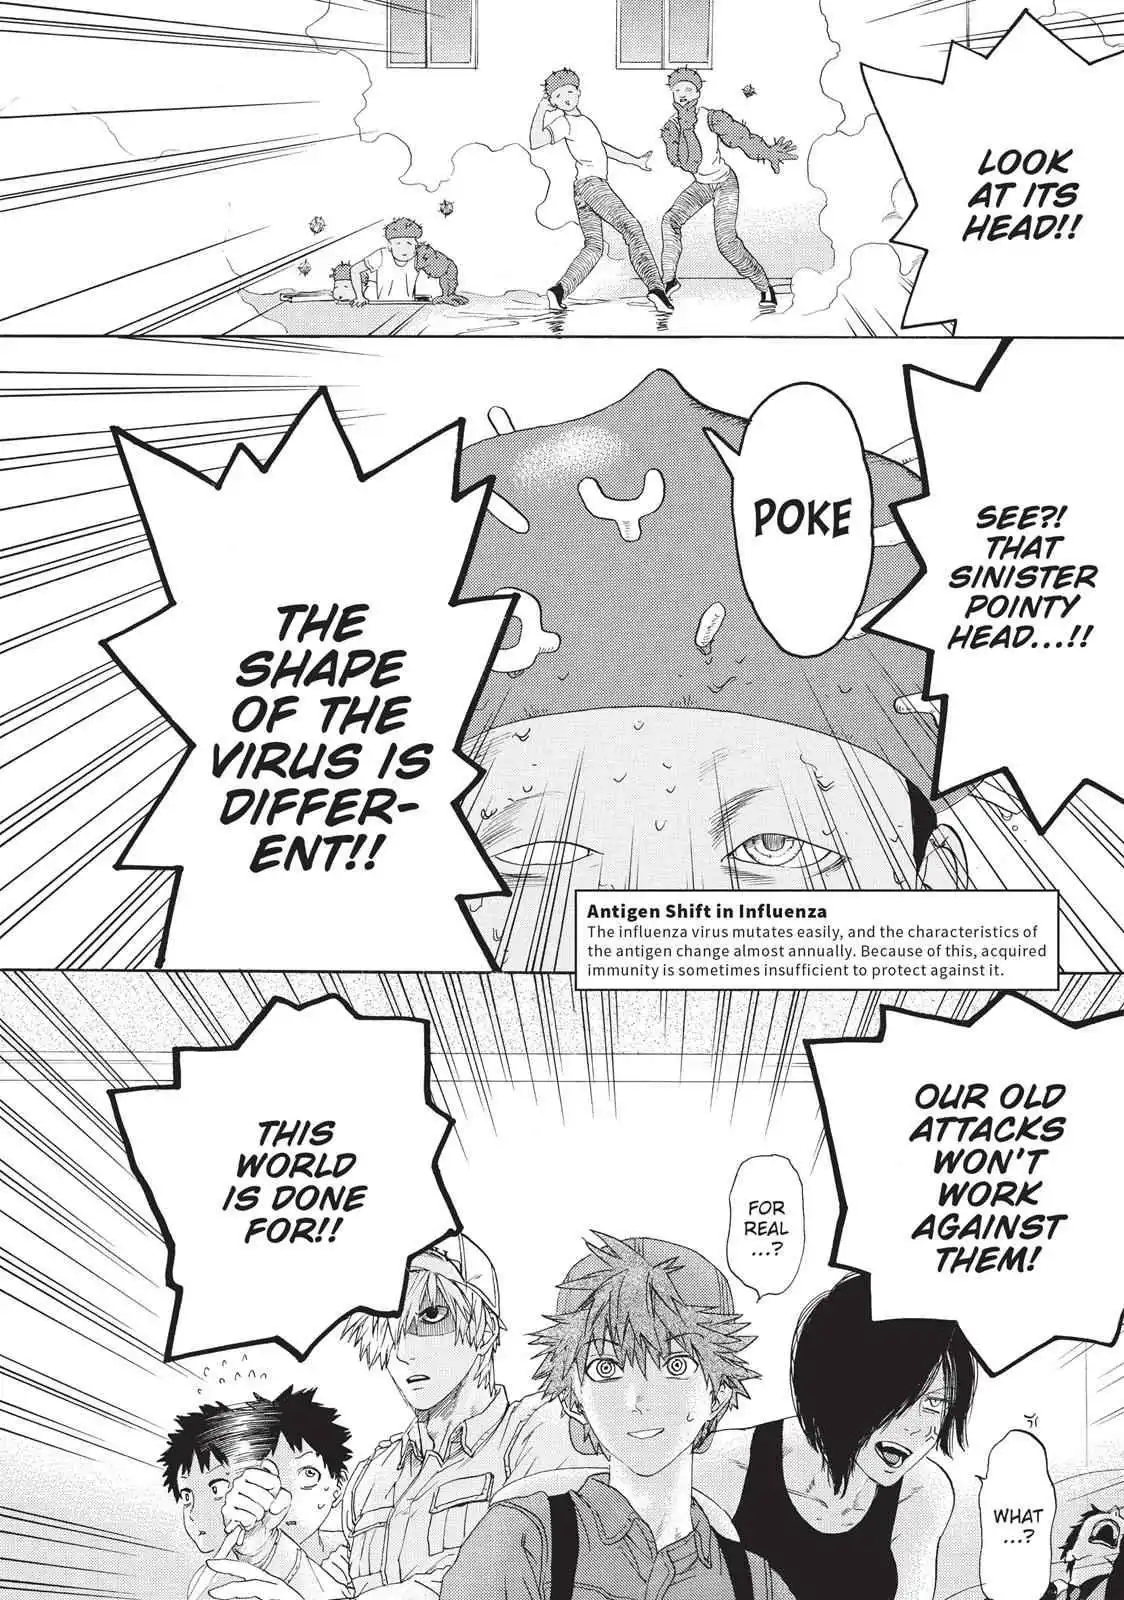 LOOK
AT ITS
HEAD!!
SEE?!
THAT
SINISTER
POINTY
HEAD...!!
POKE
THE
SHAPE
OF THE
VIRUS IS
DIFFER-
ENT!!
Antigen Shift in Influenza
The influenza virus mutates easily, and the characteristics of
the antigen change almost annually. Because of this, acquired
immunity is sometimes insufficient to protect against it.
OUR OLD
ATTACKS
WON'T
WORK
AGAINST
THEM!
FOR
REAL
...?
THIS
WORLD
IS DONE
FOR!!
WHAT
...?